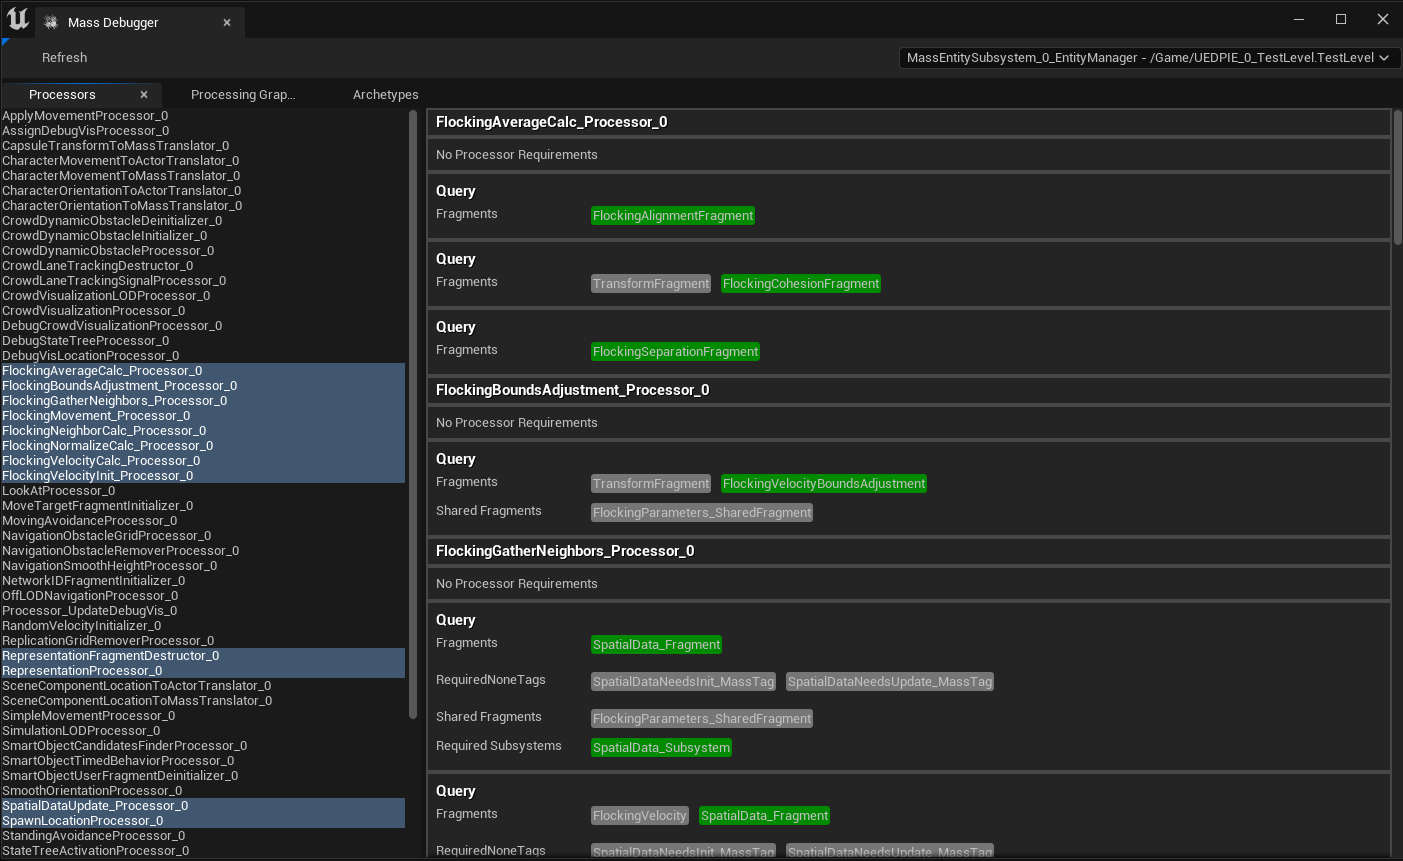 Mass Debugger
Refresh
MassEntitySubsystem_0_EntityManager - /Game/UEDPIE_0_TestLevel.TestLevel
Processors
Processing Grap...
Archetypes
ApplyMovementProcessor_0
AssignDebugVisProcessor_0
CapsuleTransformToMassTranslator_0
CharacterMovementToActorTranslator_0
CharacterMovementToMassTranslator_0
CharacterOrientationToActorTranslator_0
CharacterOrientationToMassTranslator_0
CrowdDynamicObstacleDeinitializer_0
CrowdDynamicObstacleInitializer_0
CrowdDynamicObstacleProcessor_0
CrowdLaneTrackingDestructor_0
CrowdLaneTrackingSignalProcessor_0
CrowdVisualizationLODProcessor_0
CrowdVisualizationProcessor_0
DebugCrowdVisualizationProcessor_0
DebugStateTreeProcessor_0
DebugVisLocationProcessor_0
FlockingAverageCalc_Processor_0
FlockingBoundsAdjustment_Processor_0
FlockingGatherNeighbors_Processor_0
FlockingMovement_Processor_0
FlockingNeighborCalc_Processor_0
FlockingNormalizeCalc_Processor_0
FlockingVelocityCalc_Processor_0
FlockingVelocityInit_Processor_0
LookAtProcessor_0
MoveTargetFragmentInitializer_0
MovingAvoidanceProcessor_0
NavigationObstacleGridProcessor_0
NavigationObstacleRemoverProcessor_0
NavigationSmoothHeightProcessor_0
NetworkIDFragmentInitializer_0
OffLODNavigationProcessor_0
Processor_UpdateDebugVis_0
RandomVelocityInitializer_0
ReplicationGridRemoverProcessor_0
RepresentationFragmentDestructor_0
RepresentationProcessor_0
SceneComponentLocationToActorTranslator_0
SceneComponentLocationToMassTranslator_0
SimpleMovementProcessor_0
SimulationLODProcessor_0
SmartObjectCandidatesFinderProcessor_0
SmartObjectTimedBehaviorProcessor_0
SmartObjectUserFragmentDeinitializer_0
SmoothOrientationProcessor_0
SpatialDataUpdate_Processor_0
SpawnLocationProcessor_0
StandingAvoidanceProcessor_0
StateTreeActivationProcessor_0
FlockingAverageCalc_Processor_0
No Processor Requirements
Query
Fragments FlockingAlignmentFragment
Query
Fragments TransformFragment FlockingCohesionFragment
Query
Fragments FlockingSeparationFragment
FlockingBoundsAdjustment_Processor_0
No Processor Requirements
Query
Fragments TransformFragment FlockingVelocityBoundsAdjustment
Shared Fragments FlockingParameters_SharedFragment
FlockingGatherNeighbors_Processor_0
No Processor Requirements
Query
Fragments SpatialData_Fragment
RequiredNoneTags SpatialDataNeedsInit_MassTag SpatialDataNeedsUpdate_MassTag
Shared Fragments FlockingParameters_SharedFragment
Required Subsystems SpatialData_Subsystem
Query
Fragments FlockingVelocity SpatialData_Fragment
RequiredNoneTags SpatialDataNeedsInit_MassTag SpatialDataNeedsUpdate_MassTag